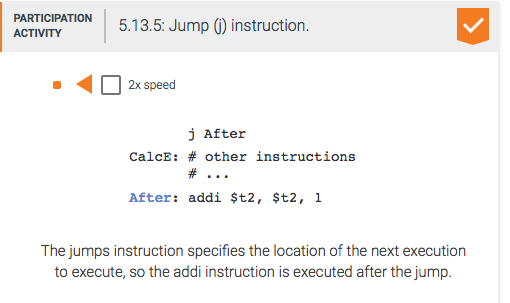 PARTICIPATION
ACTIVITY
5.13.5: Jump (j) instruction.
2x speed
j After
CalcE: # other instructions
# ...
After: addi $t2, $t2, 1
The jumps instruction specifies the location of the next execution
to execute, so the addi instruction is executed after the jump.